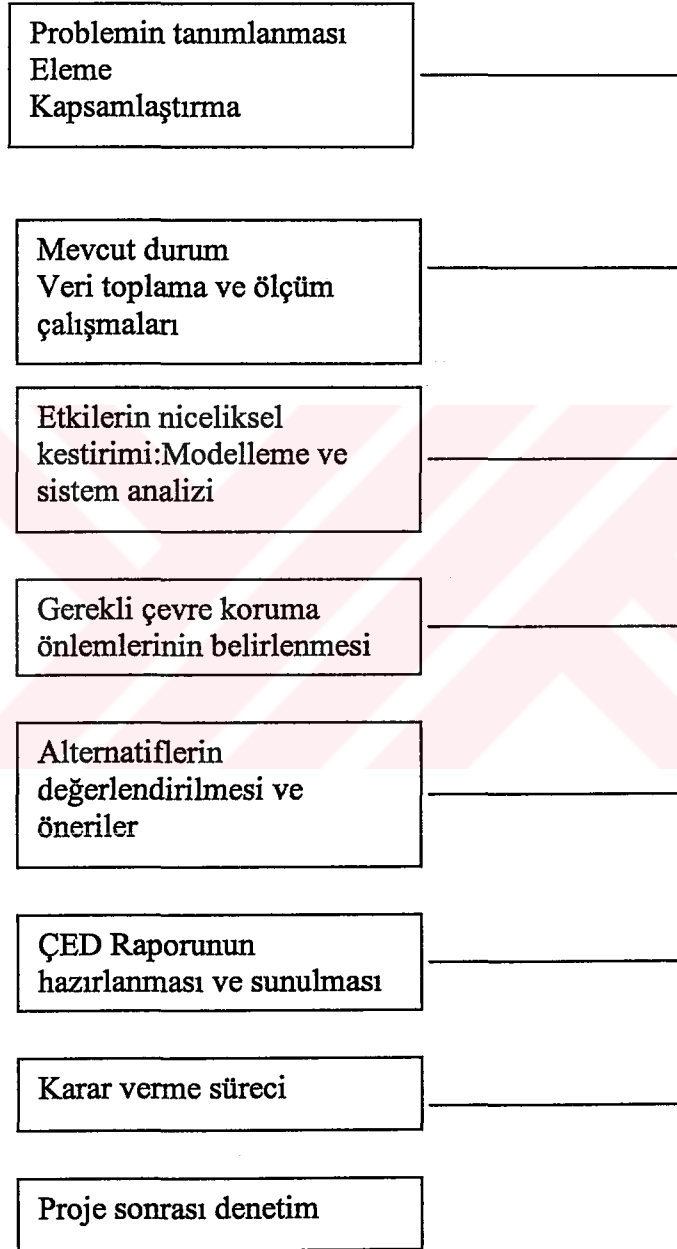 Problemin tanımlanması
Eleme
Kapsamlaştırma
Mevcut durum
Veri toplama ve ölçüm
çalışmaları
Etkilerin niceliksel
kestirimi:Modelleme ve
sistem analizi
Gerekli çevre koruma
önlemlerinin belirlenmesi
Alternatiflerin
değerlendirilmesi ve
öneriler
ÇED Raporunun
hazırlanması ve sunulması
Karar verme süreci
Proje sonrası denetim